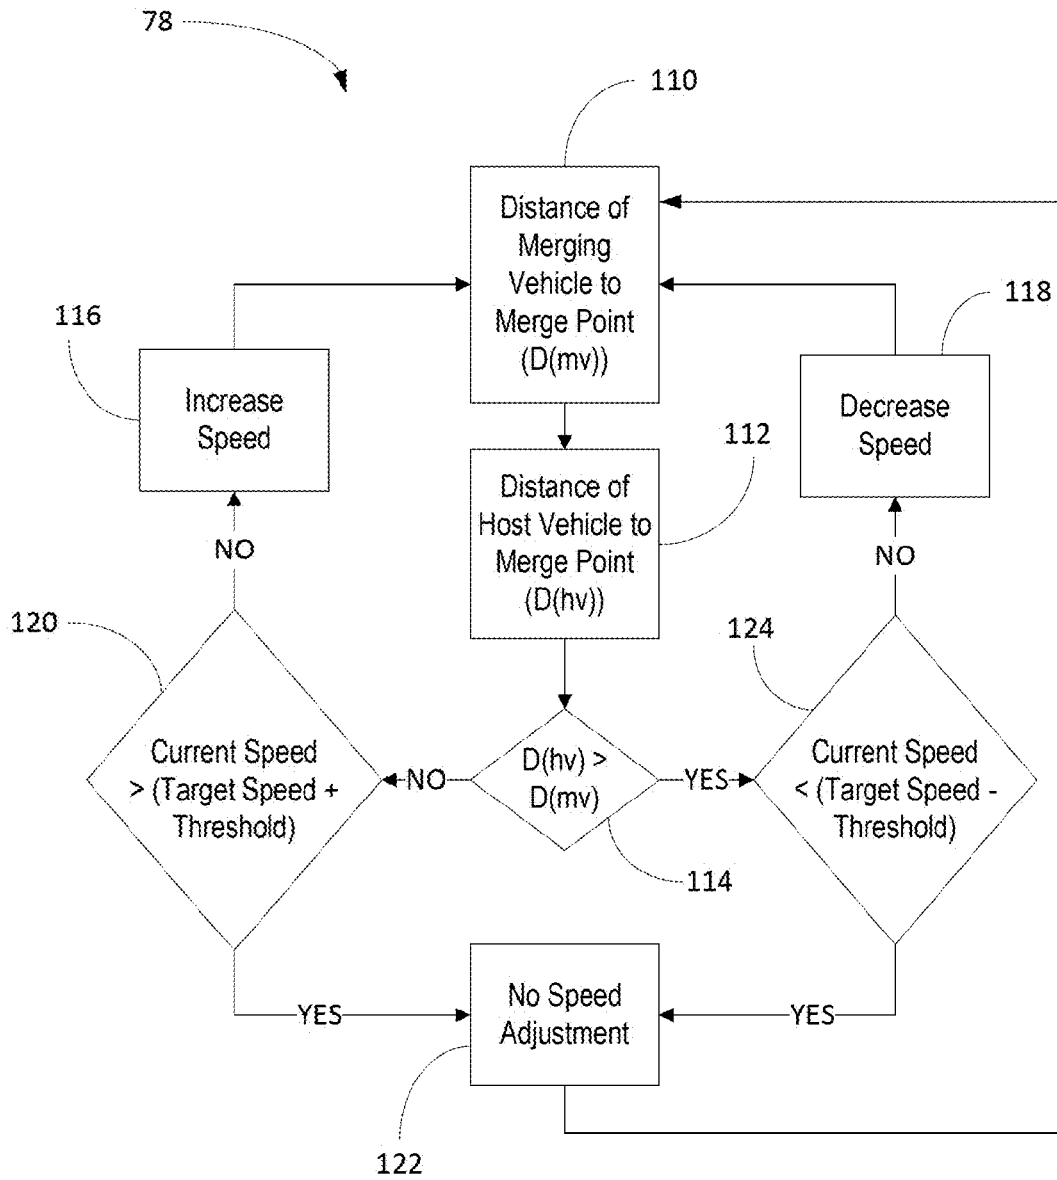 78
110
Distance of
Merging
Vehicle to
Merge Point
(D(mv))
118
116
Increase
Speed
Decrease
Speed
112
Distance of
Host Vehicle to
Merge Point
(D(hv))
NO
NO
120
124
Current Speed
> (Target Speed +
Threshold)
NO
D(hv) >
D(mv)
YES
Current Speed
< (Target Speed -
Threshold)
114
No Speed
Adjustment
YES
YES
122